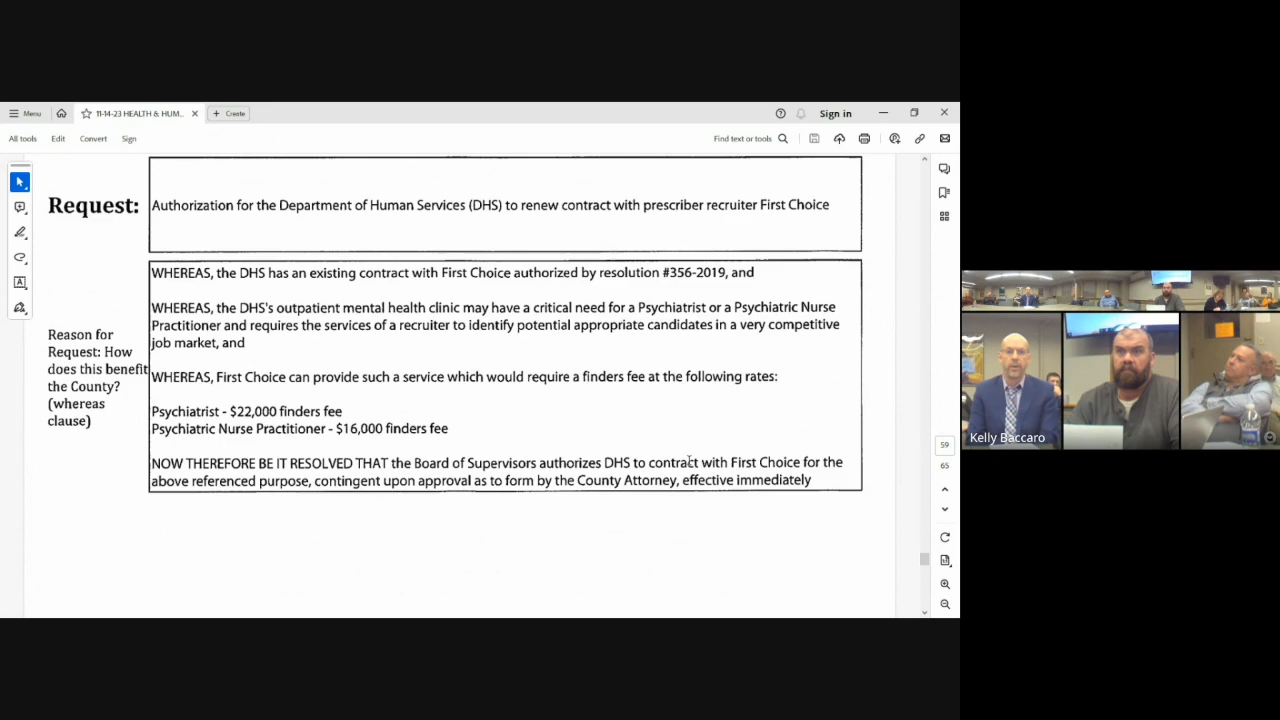 Menu
11-14-23 HEALTH & HUM...
Create
Sign in
All tools
Edit
Convert
Sign
Find text or tools
Request:
Authorization for the Department of Human Services (DHS) to renew contract with prescriber recruiter First Choice
Reason for
Request: How
does this benefit
the County?
(whereas
clause)
WHEREAS, the DHS has an existing contract with First Choice authorized by resolution #356-2019, and
WHEREAS, the DHS's outpatient mental health clinic may have a critical need for a Psychiatrist or a Psychiatric Nurse
Practitioner and requires the services of a recruiter to identify potential appropriate candidates in a very competitive
job market, and
WHEREAS, First Choice can provide such a service which would require a finders fee at the following rates:
Psychiatrist - $22,000 finders fee
Psychiatric Nurse Practitioner - $16,000 finders fee
NOW THEREFORE BE IT RESOLVED THAT the Board of Supervisors authorizes DHS to contract with First Choice for the
above referenced purpose, contingent upon approval as to form by the County Attorney, effective immediately
59
65
Kelly Baccaro